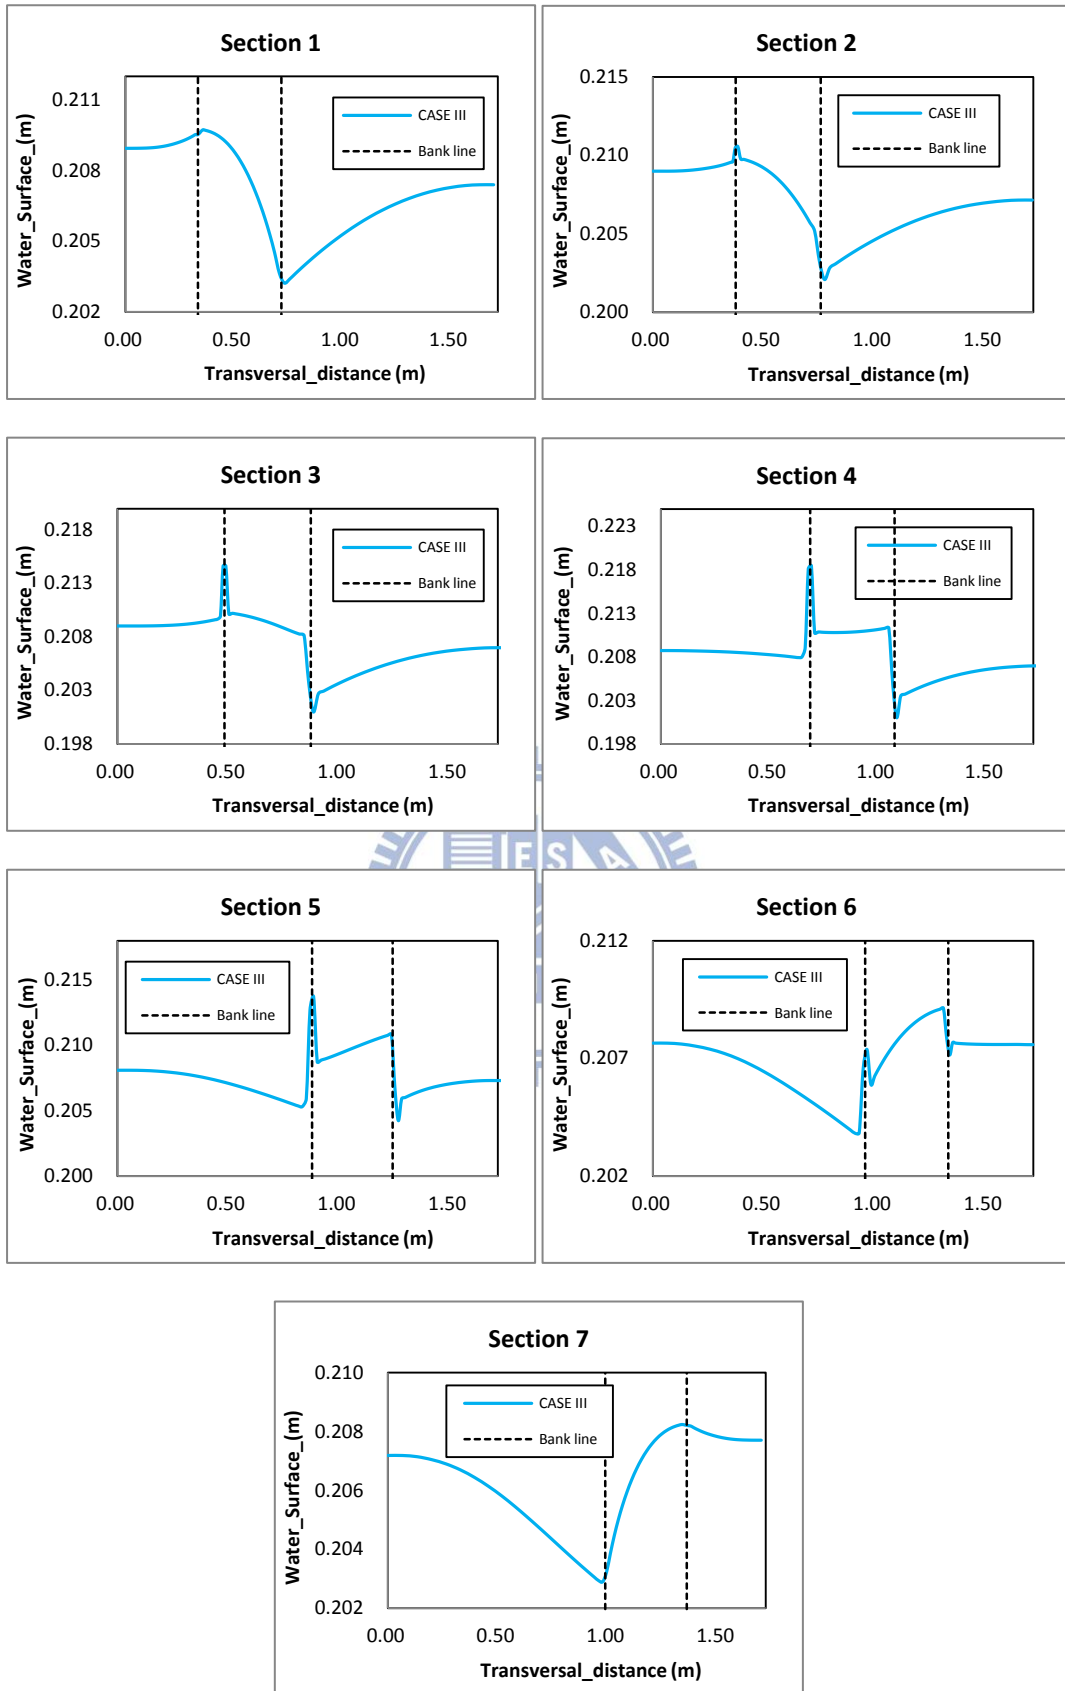 Section 1
Water_Surface_(m)
0.211
0.208
0.205
0.202
CASE III
Bank line
0.00 0.50 1.00 1.50
Transversal_distance (m)
Section 2
Water_Surface_(m)
0.215
0.210
0.205
0.200
CASE III
Bank line
0.00 0.50 1.00 1.50
Transversal_distance (m)
Section 3
Water_Surface_(m)
0.218
0.213
0.208
0.203
0.198
CASE III
Bank line
0.00 0.50 1.00 1.50
Transversal_distance (m)
Section 4
Water_Surface_(m)
0.223
0.218
0.213
0.208
0.203
0.198
CASE III
Bank line
0.00 0.50 1.00 1.50
Transversal_distance (m)
ESA
Section 5
Water_Surface_(m)
0.215
0.210
0.205
0.200
CASE III
Bank line
0.00 0.50 1.00 1.50
Transversal_distance (m)
Section 6
Water_Surface_(m)
0.212
0.207
0.202
CASE III
Bank line
0.00 0.50 1.00 1.50
Transversal_distance (m)
Section 7
Water_Surface_(m)
0.210
0.208
0.206
0.204
0.202
CASE III
Bank line
0.00 0.50 1.00 1.50
Transversal_distance (m)